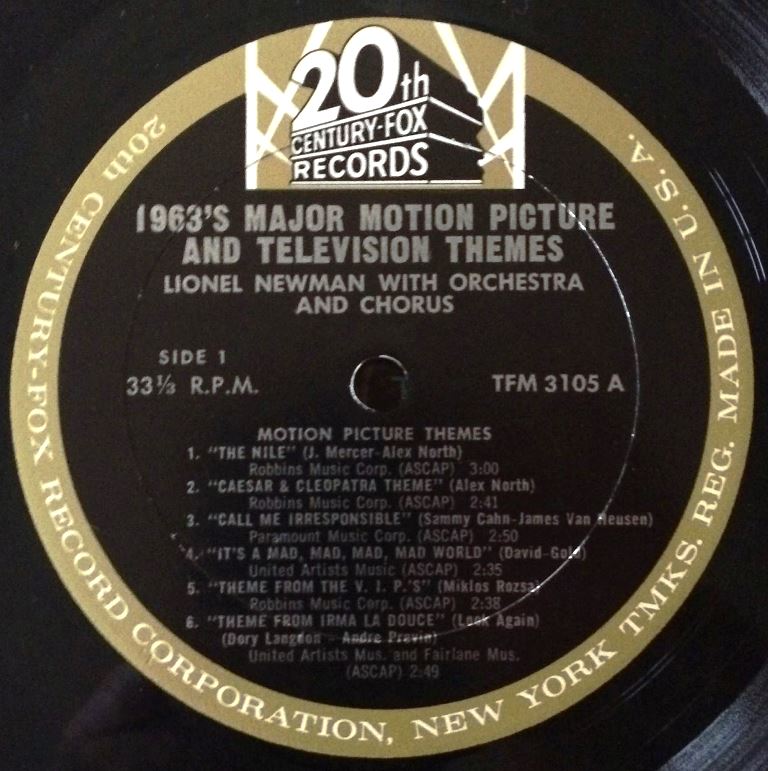 20th
CENTURY-FOX
RECORDS
1963'S MAJOR MOTION PICTURE
AND TELEVISION THEMES
LIONEL NEWMAN WITH ORCHESTRA
AND CHORUS
SIDE 1
33⅓ R.P.M.
TFM 3105 A
MOTION PICTURE THEMES
1. "THE NILE" (J. Mercer-Alex North)
Robbins Music Corp. (ASCAP) 3:00
2. "CAESAR & CLEOPATRA THEME" (Alex North)
Robbins Music Corp. (ASCAP) 2:41
3. "CALL ME IRRESPONSIBLE" (Sammy Cahn-James Van Heusen)
Paramount Music Corp. (ASCAP) 2:50
4. "IT'S A MAD, MAD, MAD, MAD WORLD" (David-Gold)
United Artists Music (ASCAP) 2:35
5. "THEME FROM THE V. I. P.'S" (Miklos Rozsa)
Robbins Music Corp. (ASCAP) 2:38
6. "THEME FROM IRMA LA DOUCE" (Look Again)
(Dory Langdon - Andre Previn)
United Artists Mus. and Fairlane Mus.
(ASCAP) 2:49
20th CENTURY-FOX RECORD CORPORATION, NEW YORK TMKS. REG. MADE IN U.S.A.